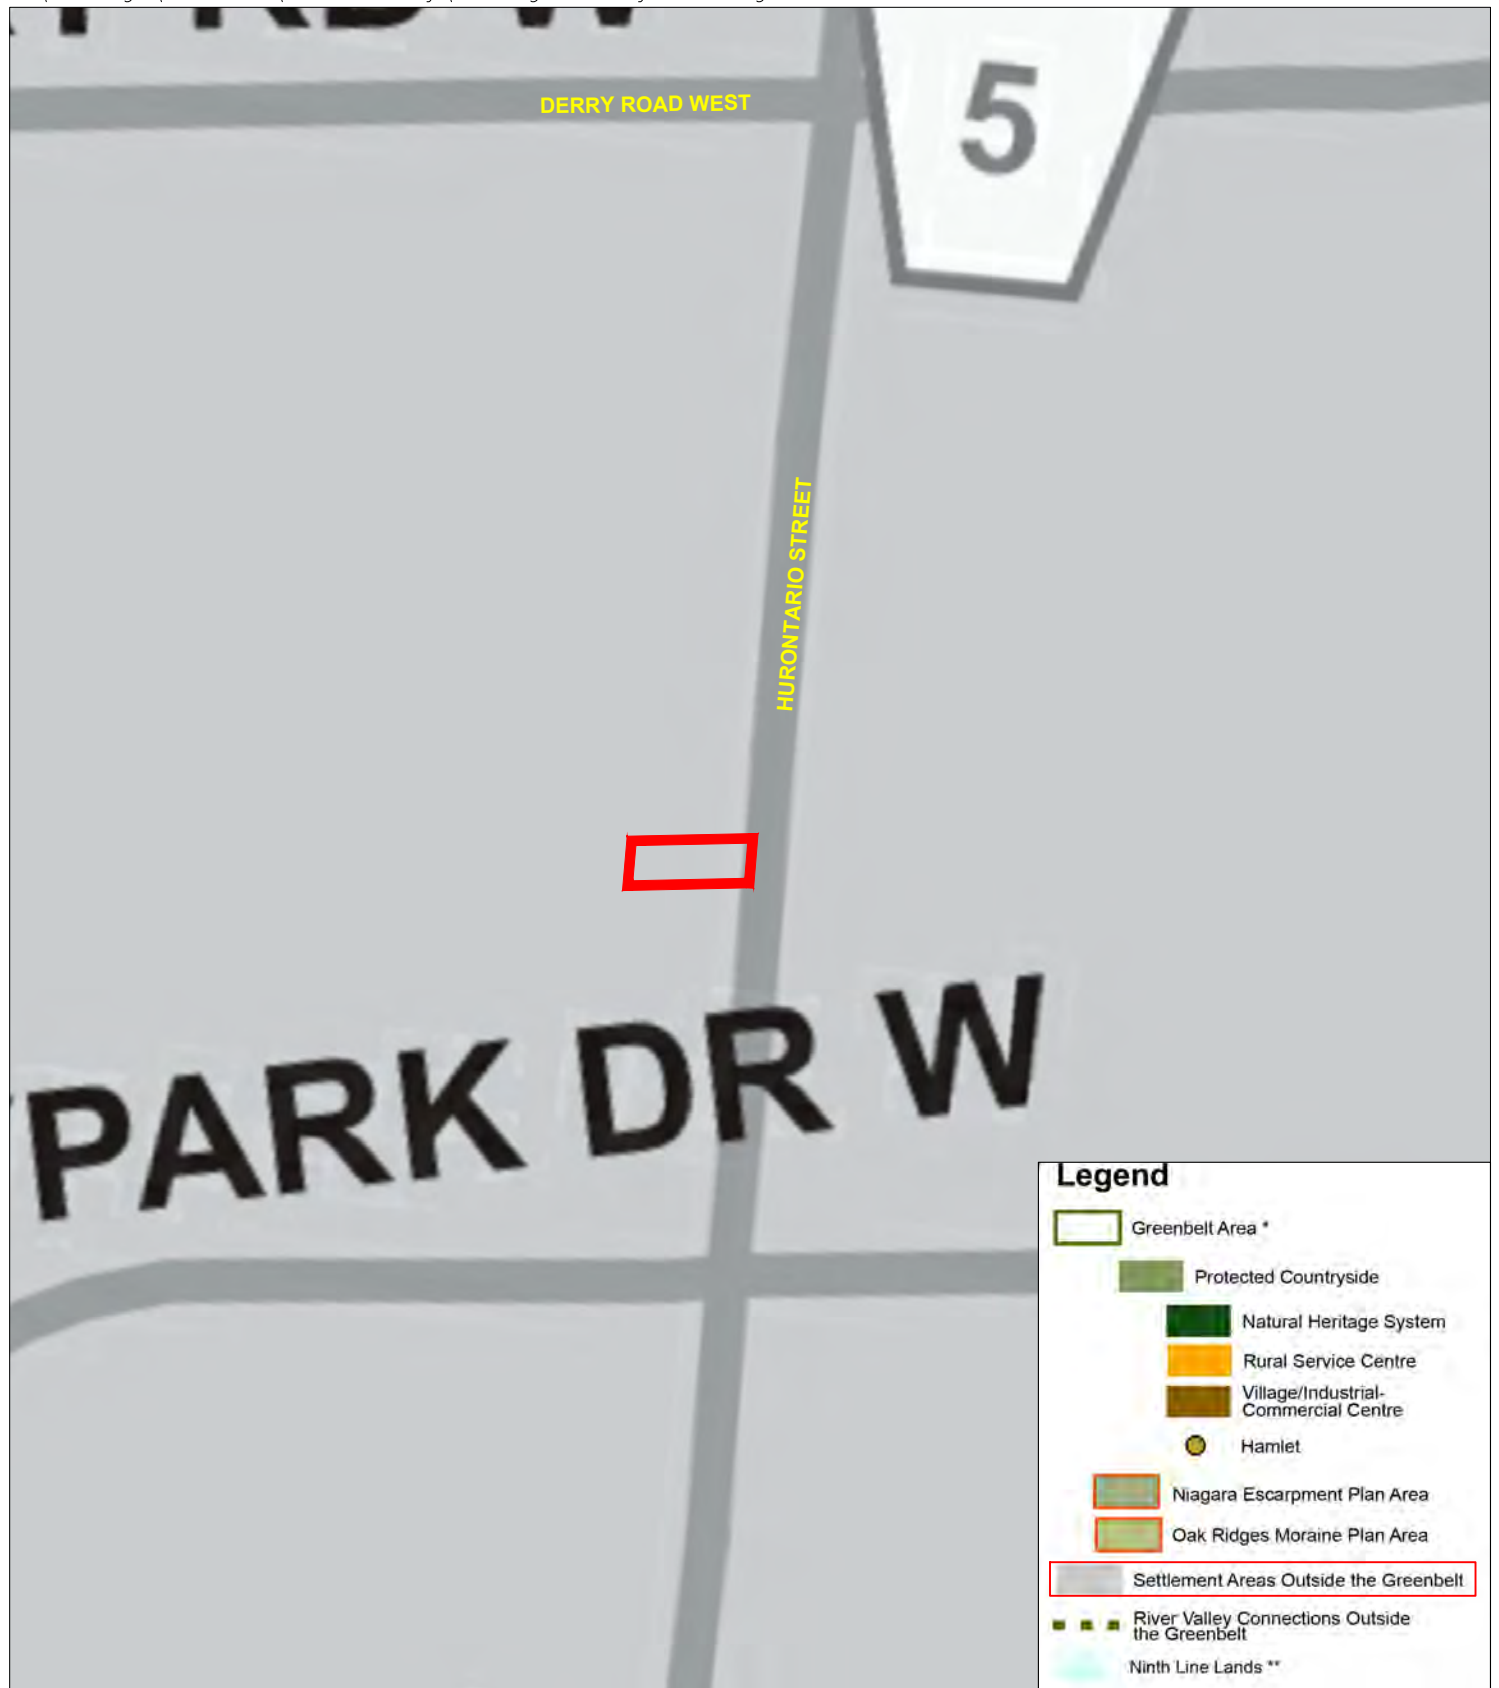 RD W
DERRY ROAD WEST
5
HURONTARIO STREET
PARK DR W
Legend
Greenbelt Area *
Protected Countryside
Natural Heritage System
Rural Service Centre
Village/Industrial-
Commercial Centre
Hamlet
Niagara Escarpment Plan Area
Oak Ridges Moraine Plan Area
Settlement Areas Outside the Greenbelt
River Valley Connections Outside
the Greenbelt
Ninth Line Lands **